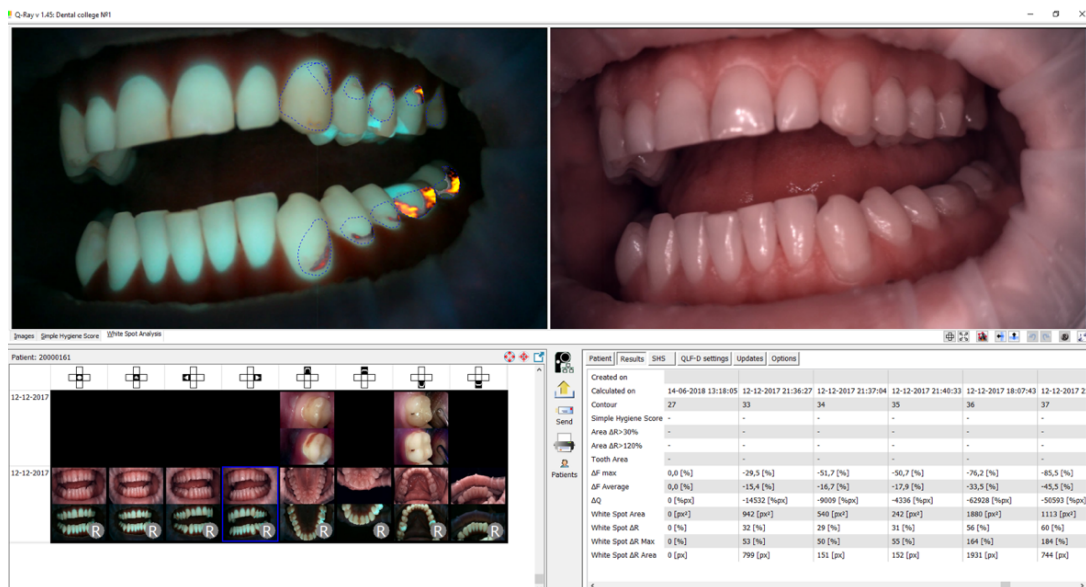 Q-Ray v 1.45: Dental college №1
Images Simple Hygiene Score White Spot Analysis
Patient: 20000161
12-12-2017
12-12-2017
R R R R R R R R
Send
Patients
Patient Results SHS QLF-D settings Updates Options
Created on
Calculated on 14-06-2018 13:18:05 12-12-2017 21:36:27 12-12-2017 21:37:04 12-12-2017 21:40:33 12-12-2017 18:07:43 12-12-2017 2
Contour 27 33 34 35 36 37
Simple Hygiene Score - - - - - -
Area ΔR>30% - - - - - -
Area ΔR>120% - - - - - -
Tooth Area - - - - - -
ΔF max 0,0 [%] -29,5 [%] -51,7 [%] -50,7 [%] -76,2 [%] -85,5 [%]
ΔF Average 0,0 [%] -15,4 [%] -16,7 [%] -17,9 [%] -33,5 [%] -45,5 [%]
ΔQ 0 [%px] -14532 [%px] -9009 [%px] -4336 [%px] -62928 [%px] -50593 [%px]
White Spot Area 0 [px²] 942 [px²] 540 [px²] 242 [px²] 1880 [px²] 1113 [px²]
White Spot ΔR 0 [%] 32 [%] 29 [%] 31 [%] 56 [%] 60 [%]
White Spot ΔR Max 0 [%] 53 [%] 50 [%] 55 [%] 164 [%] 184 [%]
White Spot ΔR Area 0 [px] 799 [px] 151 [px] 152 [px] 1931 [px] 744 [px]